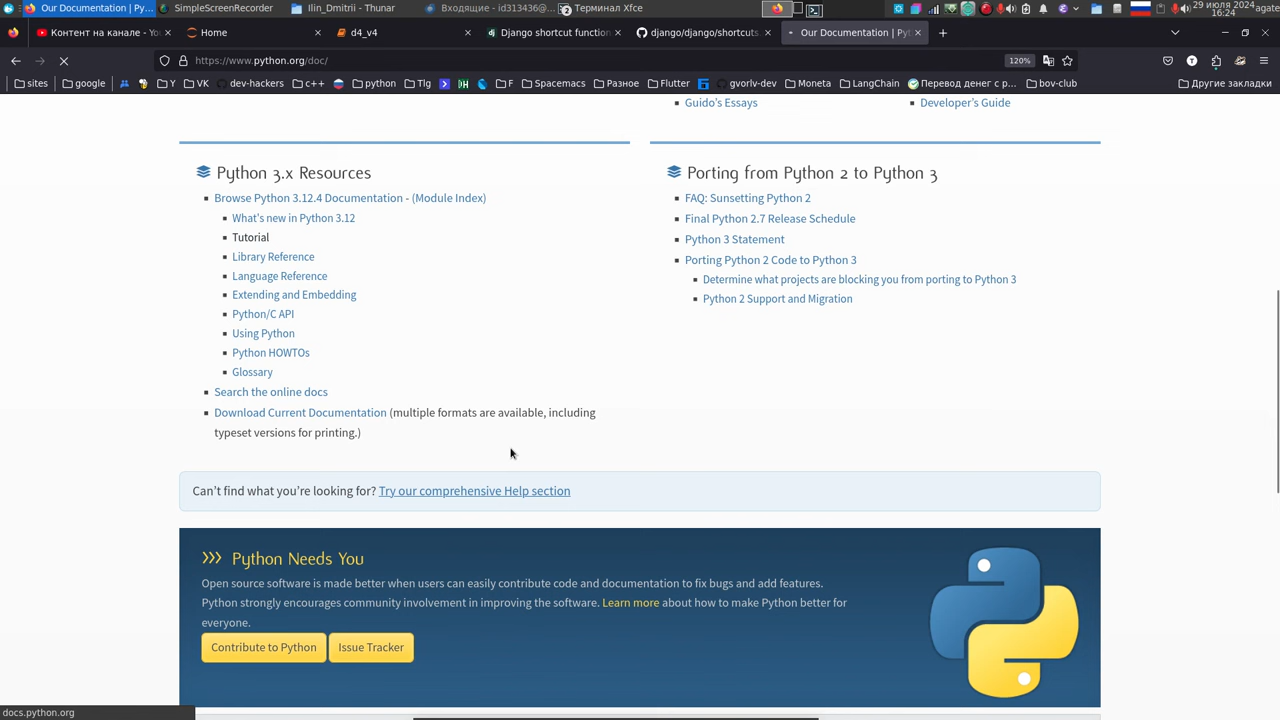 Our Documentation | Py...
SimpleScreenRecorder
Ilin_Dmitrii - Thunar
Входящие - id313436@...
Терминал Xfce
29 июля 2024
16:24
Контент на канале - Yo
Home
d4_v4
Django shortcut function
django/django/shortcuts.
Our Documentation | Pyt
https://www.python.org/doc/
120%
sites
google
Y
VK
dev-hackers
c++
python
Tlg
F
Spacemacs
Разное
Flutter
gvorlv-dev
Moneta
LangChain
Перевод денег с р...
bov-club
Другие закладки
Guido's Essays
Developer's Guide
Python 3.x Resources
Browse Python 3.12.4 Documentation - (Module Index)
What's new in Python 3.12
Tutorial
Library Reference
Language Reference
Extending and Embedding
Python/C API
Using Python
Python HOWTOs
Glossary
Search the online docs
Download Current Documentation (multiple formats are available, including
typeset versions for printing.)
Porting from Python 2 to Python 3
FAQ: Sunsetting Python 2
Final Python 2.7 Release Schedule
Python 3 Statement
Porting Python 2 Code to Python 3
Determine what projects are blocking you from porting to Python 3
Python 2 Support and Migration
Can't find what you're looking for? Try our comprehensive Help section
>>> Python Needs You
Open source software is made better when users can easily contribute code and documentation to fix bugs and add features.
Python strongly encourages community involvement in improving the software. Learn more about how to make Python better for
everyone.
Contribute to Python
Issue Tracker
docs.python.org